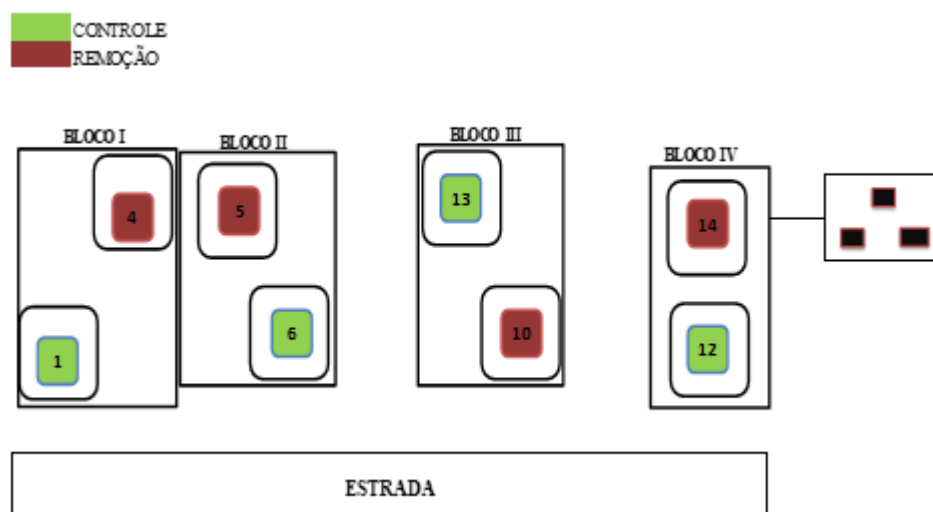 CONTROLE
REMOÇÃO
BLOCO I
BLOCO II
BLOCO III
BLOCO IV
4
5
13
14
1
6
10
12
ESTRADA